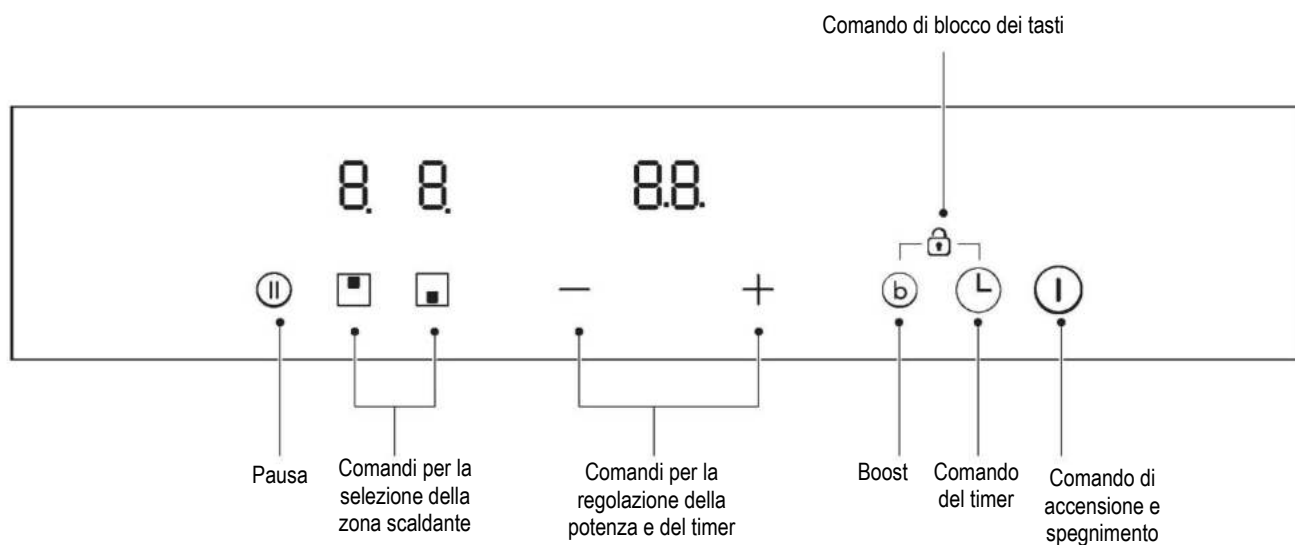 Comando di blocco dei tasti
8. 8. 8.8.
b
Pausa
Comandi per la
selezione della
zona scaldante
Comandi per la
regolazione della
potenza e del timer
Boost
Comando
del timer
Comando di
accensione e
spegnimento